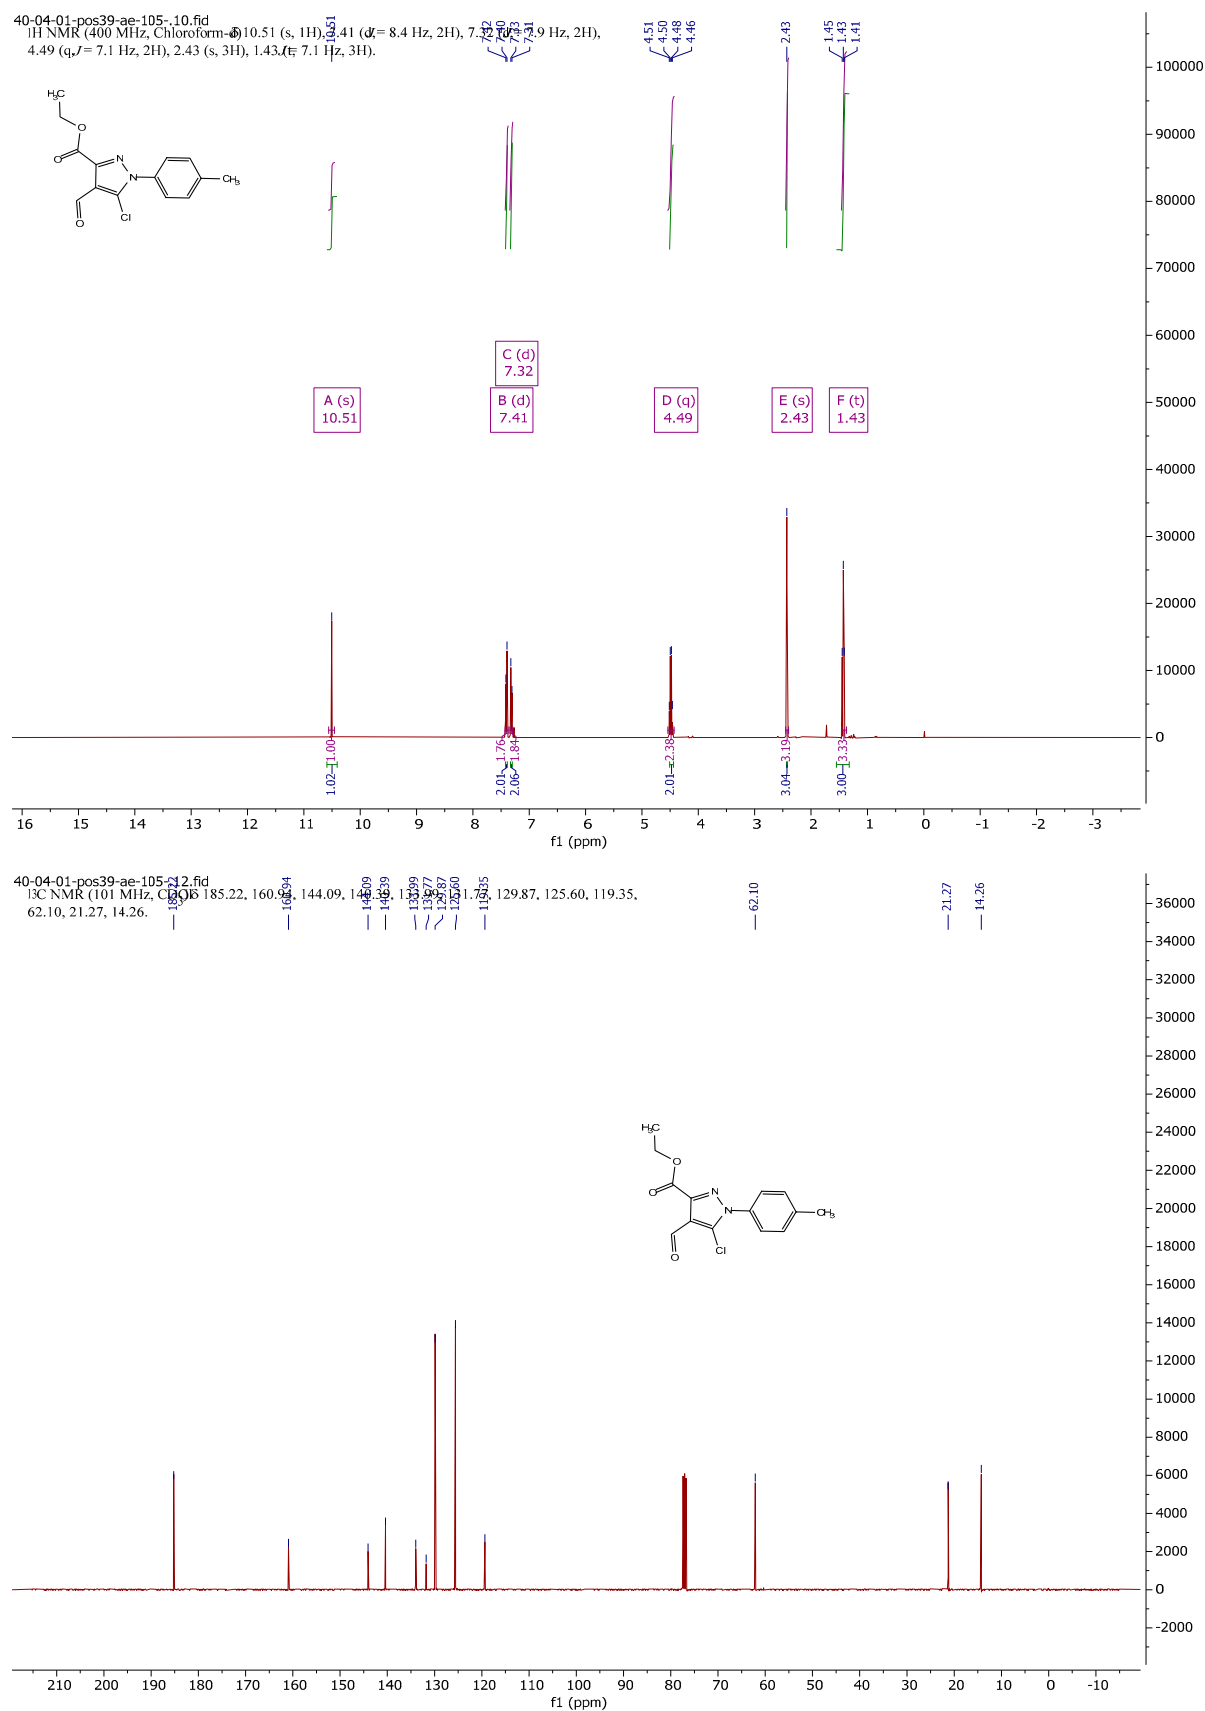 40-04-01-pos39-ae-105-.10.fid
1H NMR (400 MHz, Chloroform-d) δ 10.51 (s, 1H), 7.41 (d, J = 8.4 Hz, 2H), 7.32 (d, J = 7.9 Hz, 2H),
4.49 (q, J = 7.1 Hz, 2H), 2.43 (s, 3H), 1.43 (t, J = 7.1 Hz, 3H).
10.51
7.42
7.40
7.33
7.31
4.51
4.50
4.48
4.46
2.43
1.45
1.43
1.41
H3C
O
O
N
N
CH3
Cl
O
C (d)
7.32
A (s)
10.51
B (d)
7.41
D (q)
4.49
E (s)
2.43
F (t)
1.43
100000
90000
80000
70000
60000
50000
40000
30000
20000
10000
0
1.00
1.76
1.84
2.38
3.19
3.33
1.02
2.01
2.06
2.01
3.04
3.00
16 15 14 13 12 11 10 9 8 7 6 5 4 3 2 1 0 -1 -2 -3
f1 (ppm)
40-04-01-pos39-ae-105-.12.fid
13C NMR (101 MHz, CDCl3) δ 185.22, 160.94, 144.09, 140.39, 133.99, 131.77, 129.87, 125.60, 119.35,
62.10, 21.27, 14.26.
185.22
160.94
144.09
140.39
133.99
131.77
129.87
125.60
119.35
62.10
21.27
14.26
H3C
O
O
N
N
CH3
Cl
O
36000
34000
32000
30000
28000
26000
24000
22000
20000
18000
16000
14000
12000
10000
8000
6000
4000
2000
0
-2000
210 200 190 180 170 160 150 140 130 120 110 100 90 80 70 60 50 40 30 20 10 0 -10
f1 (ppm)